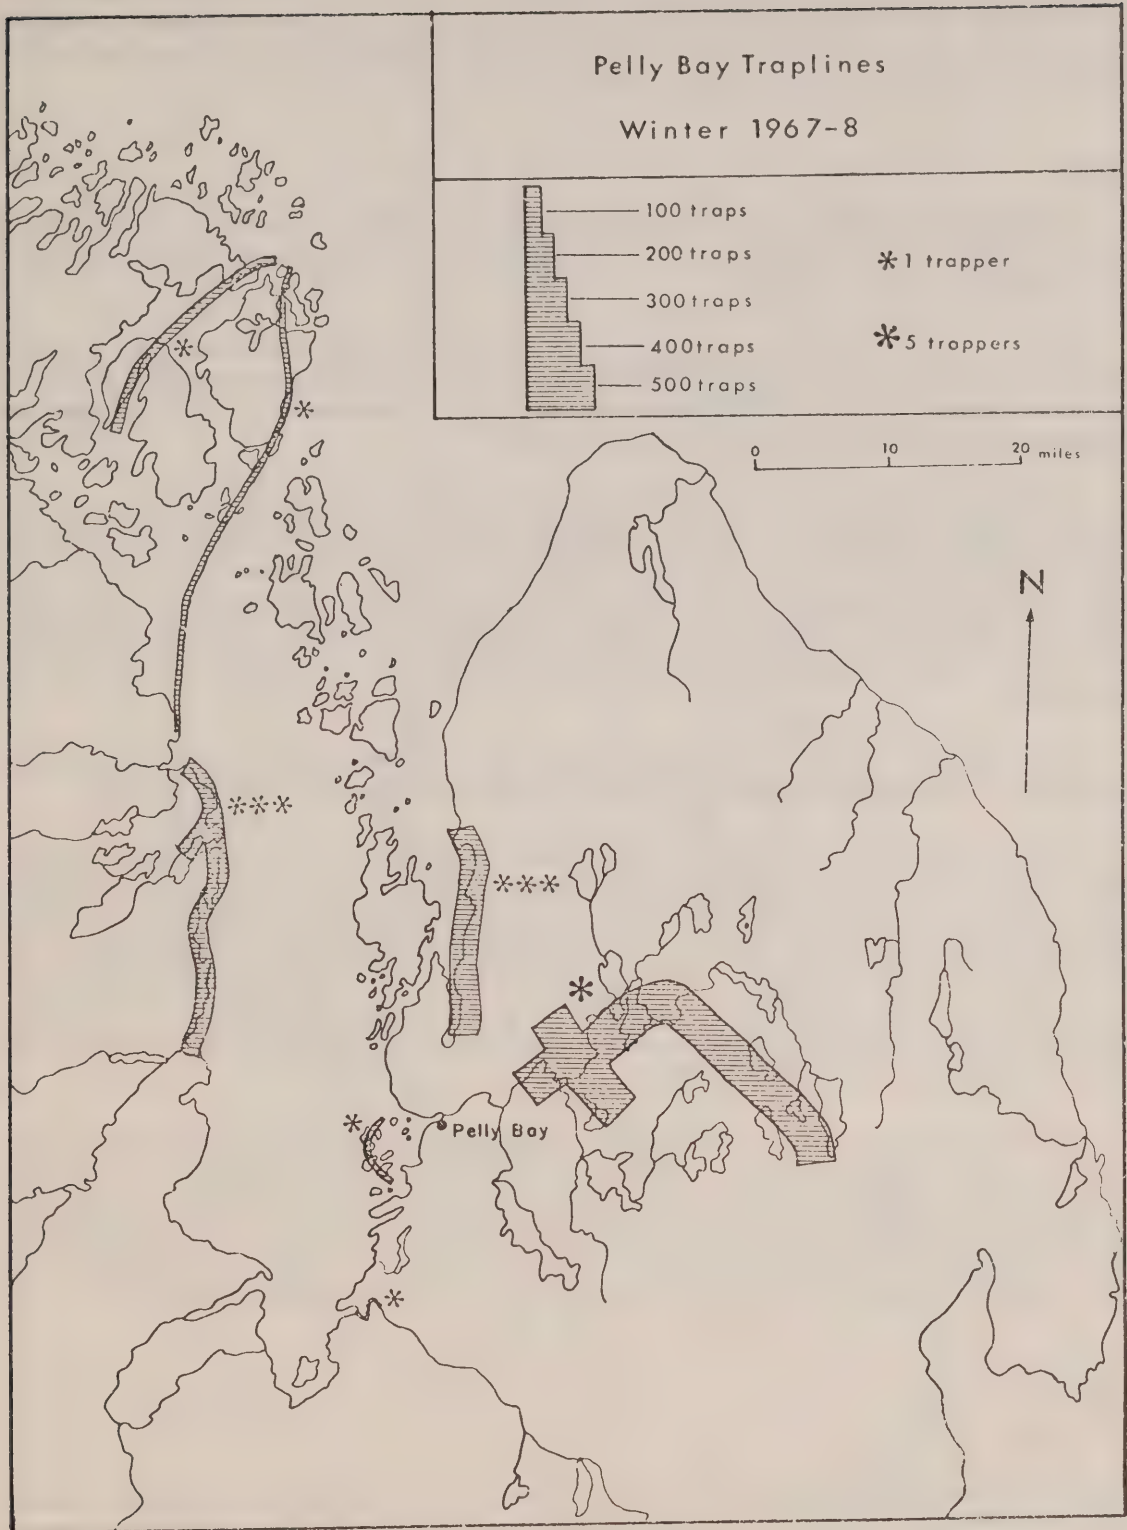 Pelly Bay Traplines
Winter 1967-8
100 traps
200 traps
300 traps
400 traps
500 traps
* 1 trapper
* 5 trappers
0 10 20 miles
N
Pelly Bay